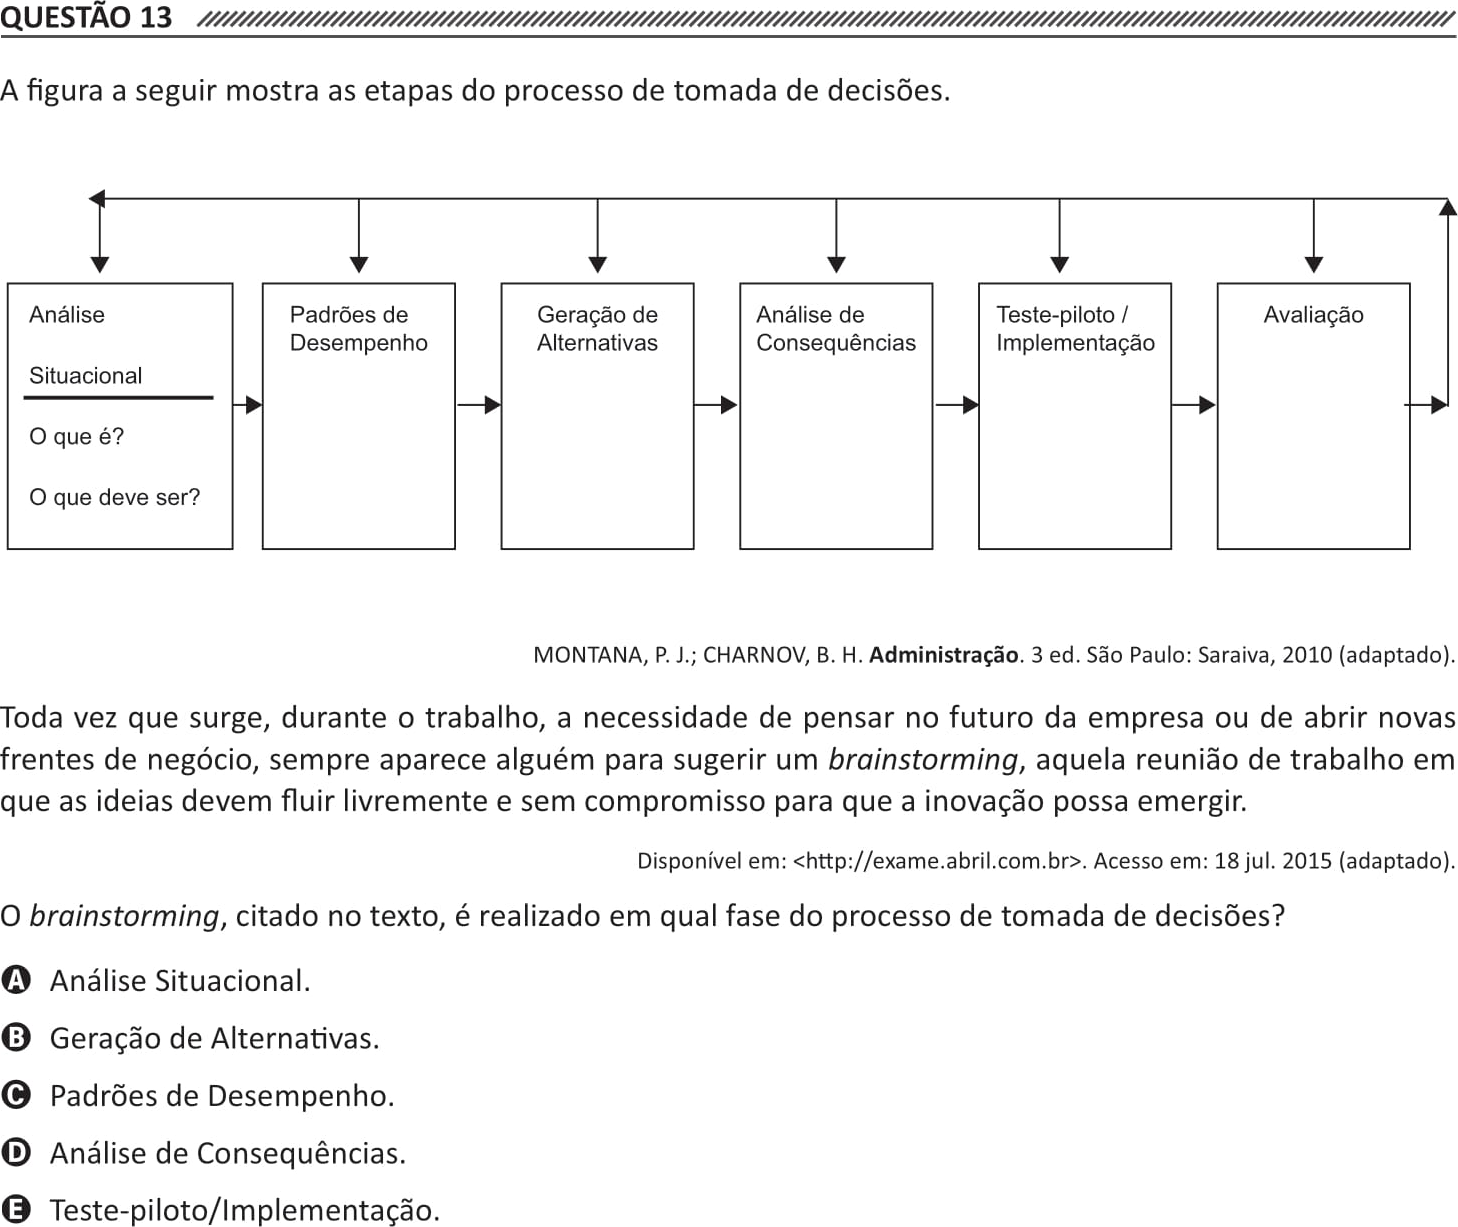 QUESTÃO 13
A figura a seguir mostra as etapas do processo de tomada de decisões.
Análise
Situacional
O que é?
O que deve ser?
Padrões de
Desempenho
Geração de
Alternativas
Análise de
Consequências
Teste-piloto /
Implementação
Avaliação
MONTANA, P. J.; CHARNOV, B. H. Administração. 3 ed. São Paulo: Saraiva, 2010 (adaptado).
Toda vez que surge, durante o trabalho, a necessidade de pensar no futuro da empresa ou de abrir novas
frentes de negócio, sempre aparece alguém para sugerir um brainstorming, aquela reunião de trabalho em
que as ideias devem fluir livremente e sem compromisso para que a inovação possa emergir.
Disponível em: <http://exame.abril.com.br>. Acesso em: 18 jul. 2015 (adaptado).
O brainstorming, citado no texto, é realizado em qual fase do processo de tomada de decisões?
A Análise Situacional.
B Geração de Alternativas.
C Padrões de Desempenho.
D Análise de Consequências.
E Teste-piloto/Implementação.